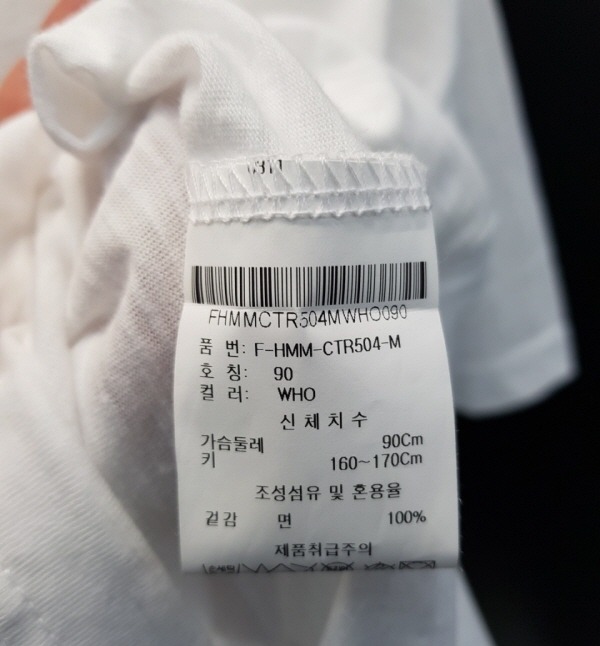 FHMMCTR504MWHO090
품 번: F-HMM-CTR504-M
호 칭: 90
컬 러: WHO
신 체 치 수
가슴둘레 90Cm
키 160~170Cm
조성섬유 및 혼용율
겉감 면 100%
제품취급주의